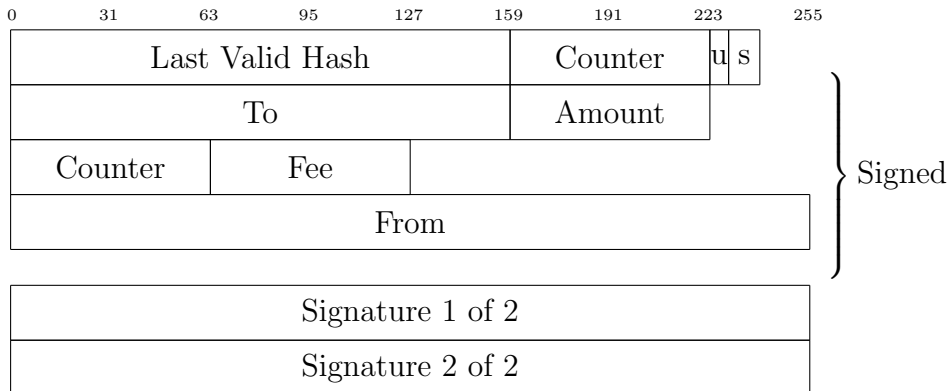 0 31 63 95 127 159 191 223 255
Last Valid Hash Counter u s
To Amount
Counter Fee
From
Signed
Signature 1 of 2
Signature 2 of 2